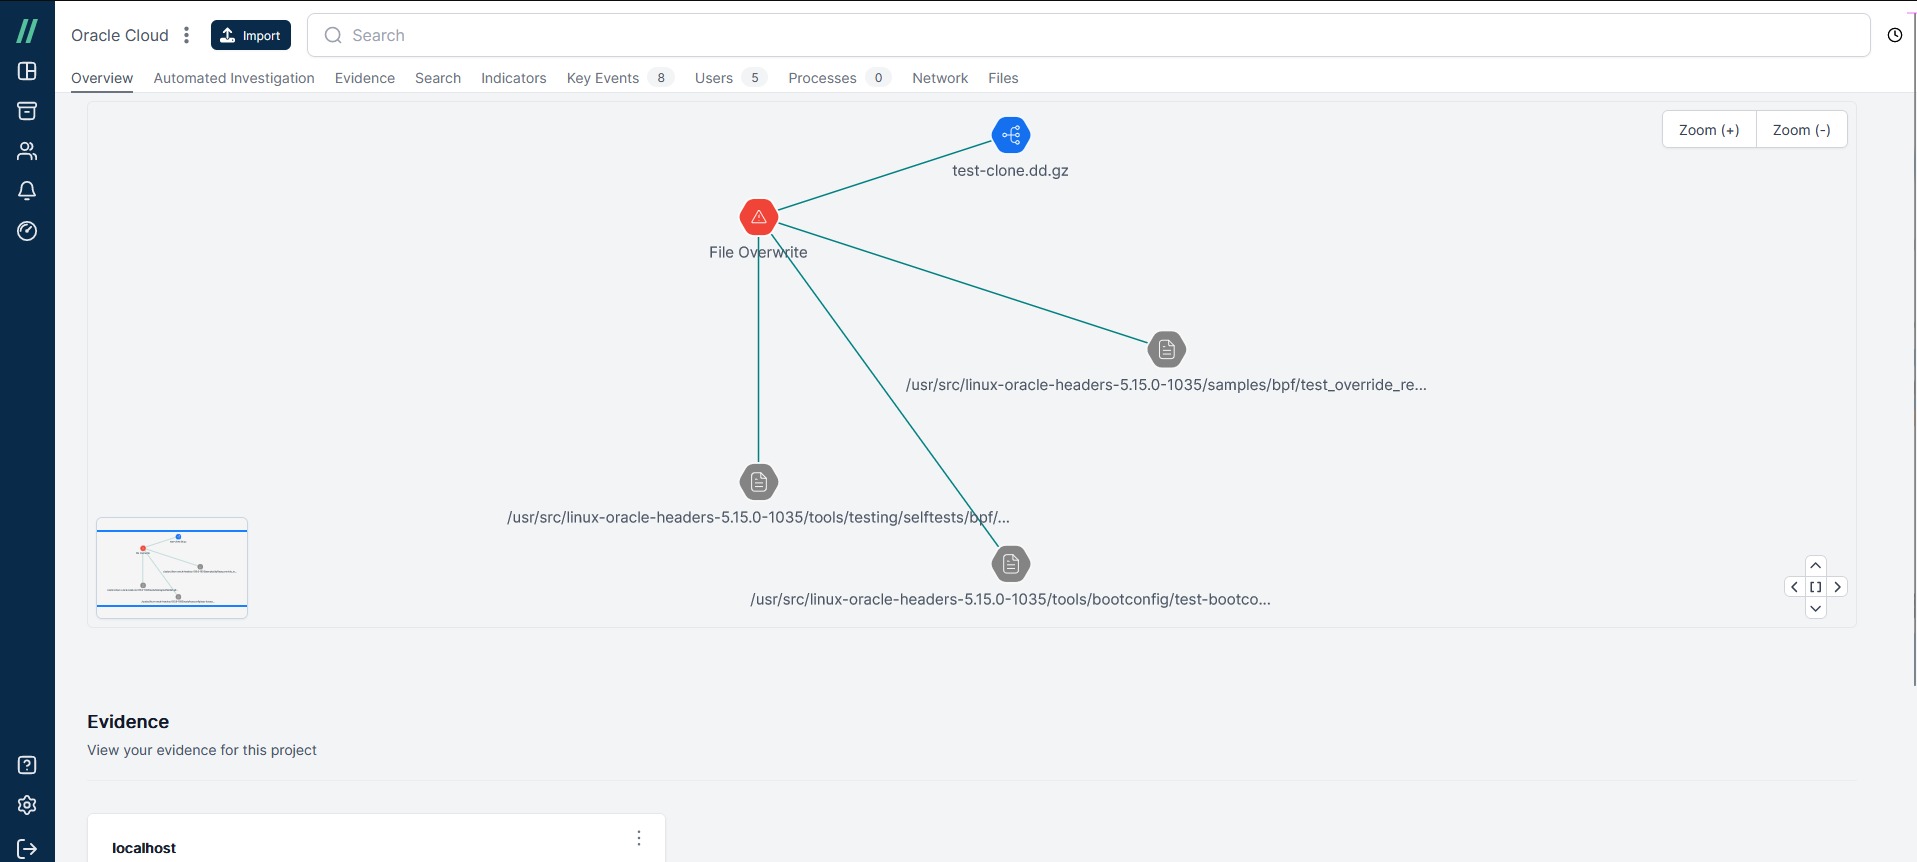 Oracle Cloud
Import
Search
Overview Automated Investigation Evidence Search Indicators Key Events 8 Users 5 Processes 0 Network Files
Zoom (+) Zoom (-)
test-clone.dd.gz
File Overwrite
/usr/src/linux-oracle-headers-5.15.0-1035/samples/bpf/test_override_re...
/usr/src/linux-oracle-headers-5.15.0-1035/tools/testing/selftests/bpf/...
/usr/src/linux-oracle-headers-5.15.0-1035/tools/bootconfig/test-bootco...
Evidence
View your evidence for this project
localhost